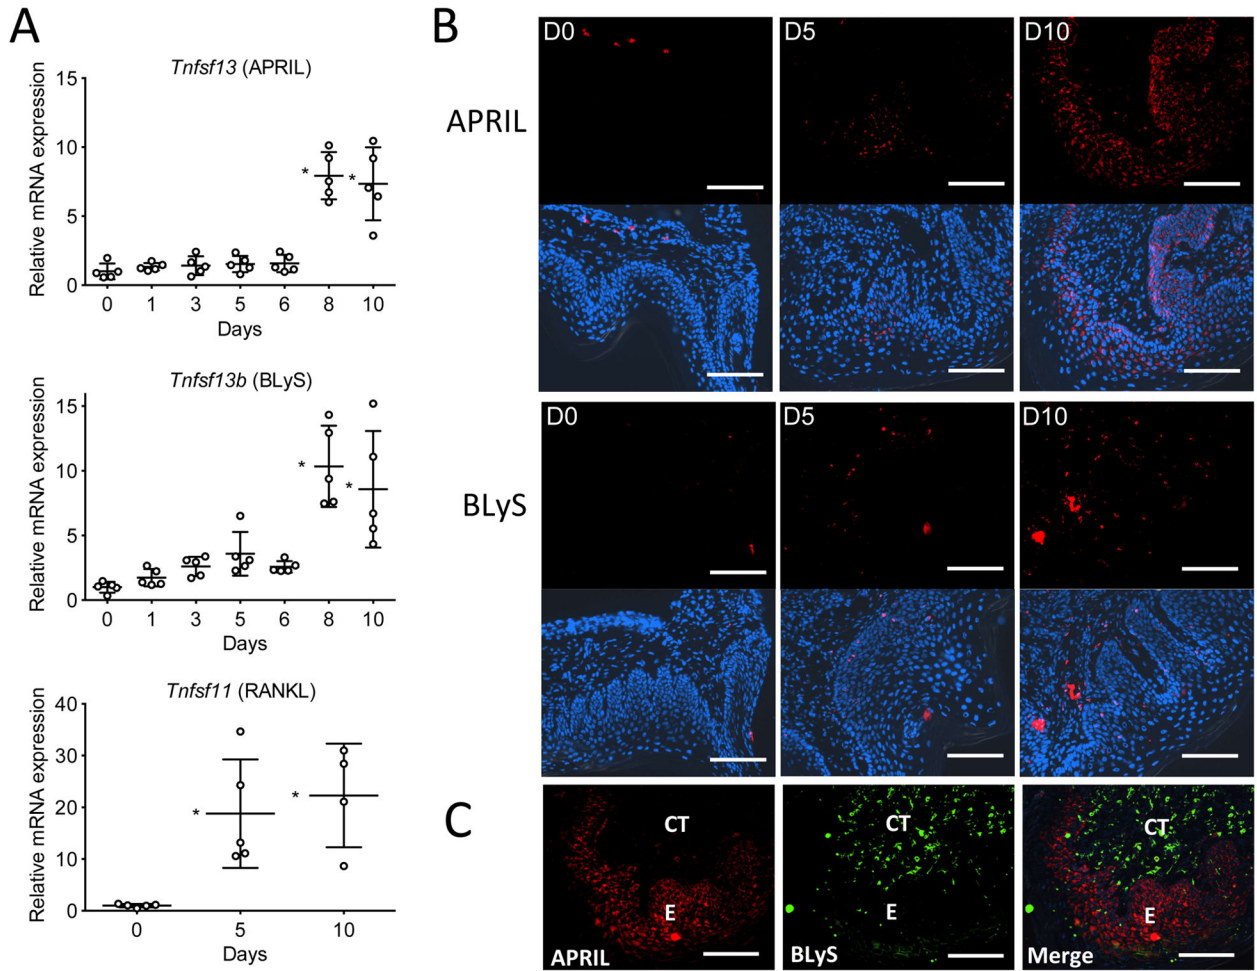 A
Tnfsf13 (APRIL)
Relative mRNA expression
15
10
5
0
0 1 3 5 6 8 10
Days
* *
Tnfsf13b (BLyS)
Relative mRNA expression
15
10
5
0
0 1 3 5 6 8 10
Days
* *
Tnfsf11 (RANKL)
Relative mRNA expression
40
30
20
10
0
0 5 10
Days
* *
B
APRIL
D0 D5 D10
BLyS
D0 D5 D10
C
CT CT CT
E E E
APRIL BLyS Merge